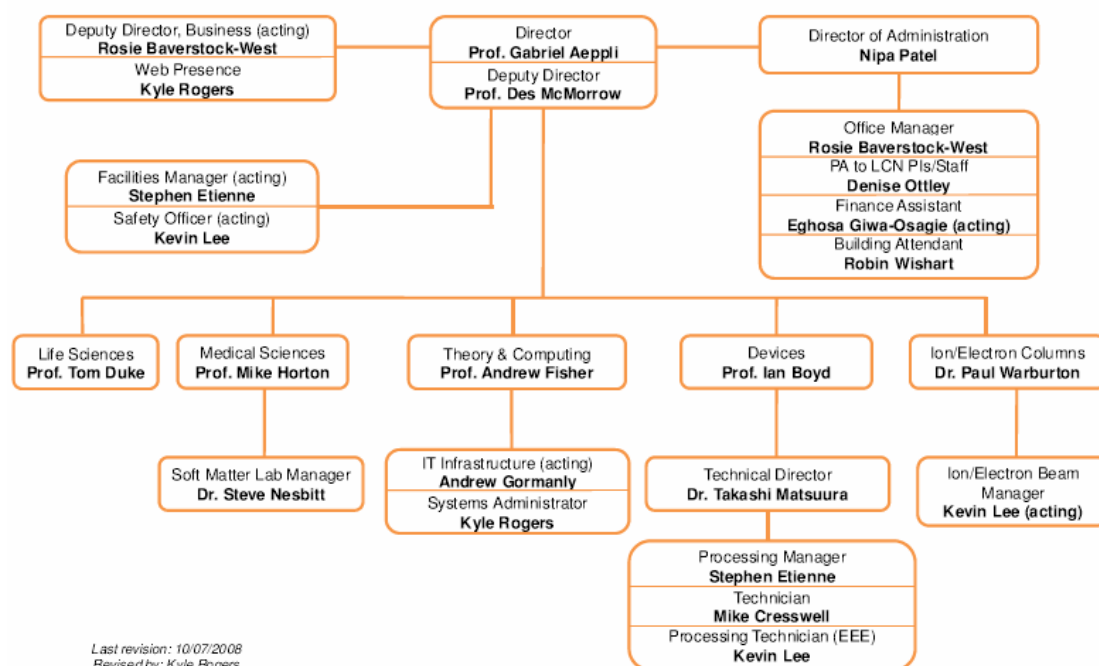 Deputy Director, Business (acting)
Rosie Baverstock-West
Web Presence
Kyle Rogers
Director
Prof. Gabriel Aeppli
Deputy Director
Prof. Des McMorrow
Director of Administration
Nipa Patel
Office Manager
Rosie Baverstock-West
PA to LCN PIs/Staff
Denise Ottley
Finance Assistant
Eghosa Giwa-Osagie (acting)
Building Attendant
Robin Wishart
Facilities Manager (acting)
Stephen Etienne
Safety Officer (acting)
Kevin Lee
Life Sciences
Prof. Tom Duke
Medical Sciences
Prof. Mike Horton
Theory & Computing
Prof. Andrew Fisher
Devices
Prof. Ian Boyd
Ion/Electron Columns
Dr. Paul Warburton
Soft Matter Lab Manager
Dr. Steve Nesbitt
IT Infrastructure (acting)
Andrew Gormanly
Systems Administrator
Kyle Rogers
Technical Director
Dr. Takashi Matsuura
Ion/Electron Beam
Manager
Kevin Lee (acting)
Processing Manager
Stephen Etienne
Technician
Mike Cresswell
Processing Technician (EEE)
Kevin Lee
Last revision: 10/07/2008
Revised by: Kyle Rogers